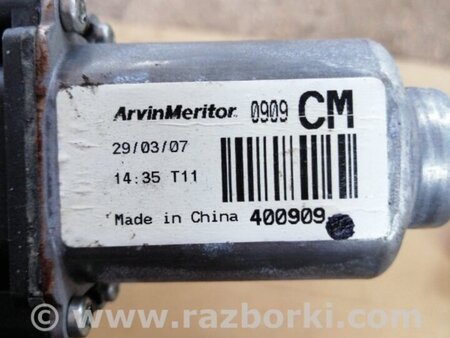 ArvinMeritor 0909 CM
29/03/07
14:35 T11
Made in China 400909
www.razborki.com